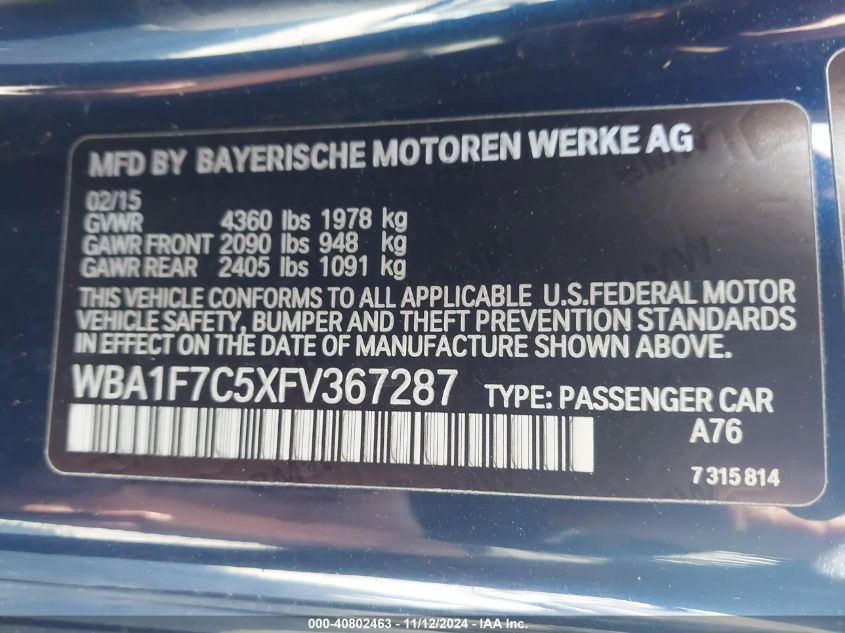 MFD BY BAYERISCHE MOTOREN WERKE AG
02/15
GVWR 4360 lbs 1978 kg
GAWR FRONT 2090 lbs 948 kg
GAWR REAR 2405 lbs 1091 kg
THIS VEHICLE CONFORMS TO ALL APPLICABLE U.S.FEDERAL MOTOR
VEHICLE SAFETY, BUMPER AND THEFT PREVENTION STANDARDS
IN EFFECT ON THE DATE OF MANUFACTURE SHOWN ABOVE.
WBA1F7C5XFV367287 TYPE: PASSENGER CAR
A76
7 315 814
000-40802463 - 11/12/2024 - IAA Inc.